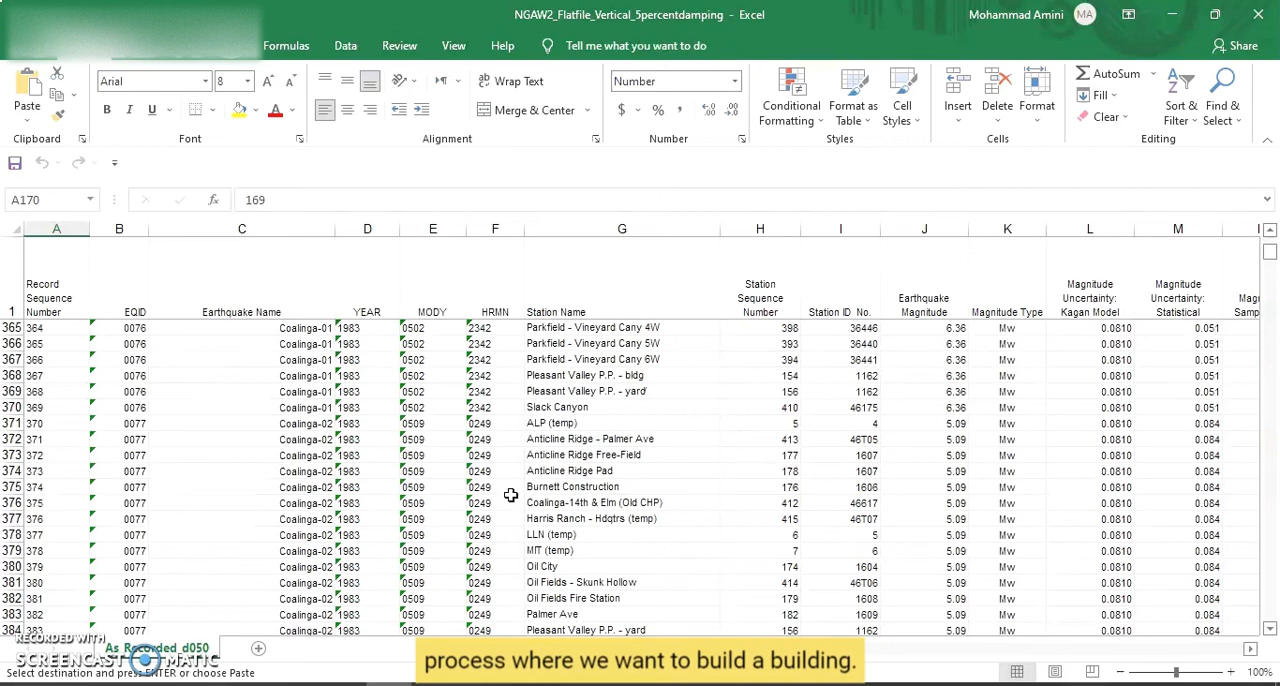 NGAW2_Flatfile_Vertical_5percentdamping - Excel
Mohammad Amini MA
Formulas Data Review View Help Tell me what you want to do Share
Arial 8 Wrap Text Number AutoSum
Paste B I U Merge & Center $ % Conditional Formatting Format as Table Cell Styles Insert Delete Format Fill Clear Sort & Filter Find & Select
Clipboard Font Alignment Number Styles Cells Editing
A170 fx 169
A B C D E F G H I J K L M
1 Record Sequence Number EQID Earthquake Name YEAR MODY HRMN Station Name Station Sequence Number Station ID No. Earthquake Magnitude Magnitude Type Magnitude Uncertainty: Kagan Model Magnitude Uncertainty: Statistical
365 364 0076 Coalinga-01 1983 0502 2342 Parkfield - Vineyard Cany 4W 398 36446 6.36 Mw 0.0810 0.051
366 365 0076 Coalinga-01 1983 0502 2342 Parkfield - Vineyard Cany 5W 393 36440 6.36 Mw 0.0810 0.051
367 366 0076 Coalinga-01 1983 0502 2342 Parkfield - Vineyard Cany 6W 394 36441 6.36 Mw 0.0810 0.051
368 367 0076 Coalinga-01 1983 0502 2342 Pleasant Valley P.P. - bldg 154 1162 6.36 Mw 0.0810 0.051
369 368 0076 Coalinga-01 1983 0502 2342 Pleasant Valley P.P. - yard 156 1162 6.36 Mw 0.0810 0.051
370 369 0076 Coalinga-01 1983 0502 2342 Slack Canyon 410 46175 6.36 Mw 0.0810 0.051
371 370 0077 Coalinga-02 1983 0509 0249 ALP (temp) 5 4 5.09 Mw 0.0810 0.084
372 371 0077 Coalinga-02 1983 0509 0249 Anticline Ridge - Palmer Ave 413 46T05 5.09 Mw 0.0810 0.084
373 372 0077 Coalinga-02 1983 0509 0249 Anticline Ridge Free-Field 177 1607 5.09 Mw 0.0810 0.084
374 373 0077 Coalinga-02 1983 0509 0249 Anticline Ridge Pad 178 1607 5.09 Mw 0.0810 0.084
375 374 0077 Coalinga-02 1983 0509 0249 Burnett Construction 176 1606 5.09 Mw 0.0810 0.084
376 375 0077 Coalinga-02 1983 0509 0249 Coalinga-14th & Elm (Old CHP) 412 46617 5.09 Mw 0.0810 0.084
377 376 0077 Coalinga-02 1983 0509 0249 Harris Ranch - Hdqtrs (temp) 415 46T07 5.09 Mw 0.0810 0.084
378 377 0077 Coalinga-02 1983 0509 0249 LLN (temp) 6 5 5.09 Mw 0.0810 0.084
379 378 0077 Coalinga-02 1983 0509 0249 MIT (temp) 7 6 5.09 Mw 0.0810 0.084
380 379 0077 Coalinga-02 1983 0509 0249 Oil City 174 1604 5.09 Mw 0.0810 0.084
381 380 0077 Coalinga-02 1983 0509 0249 Oil Fields - Skunk Hollow 414 46T06 5.09 Mw 0.0810 0.084
382 381 0077 Coalinga-02 1983 0509 0249 Oil Fields Fire Station 179 1608 5.09 Mw 0.0810 0.084
383 382 0077 Coalinga-02 1983 0509 0249 Palmer Ave 182 1609 5.09 Mw 0.0810 0.084
384 383 0077 Coalinga-02 1983 0509 0249 Pleasant Valley P.P. - yard 156 1162 5.09 Mw 0.0810 0.084
RECORDED WITH
As Recorded_d050
SCREENCAST MATIC
process where we want to build a building.
Select destination and press ENTER or choose Paste
100%